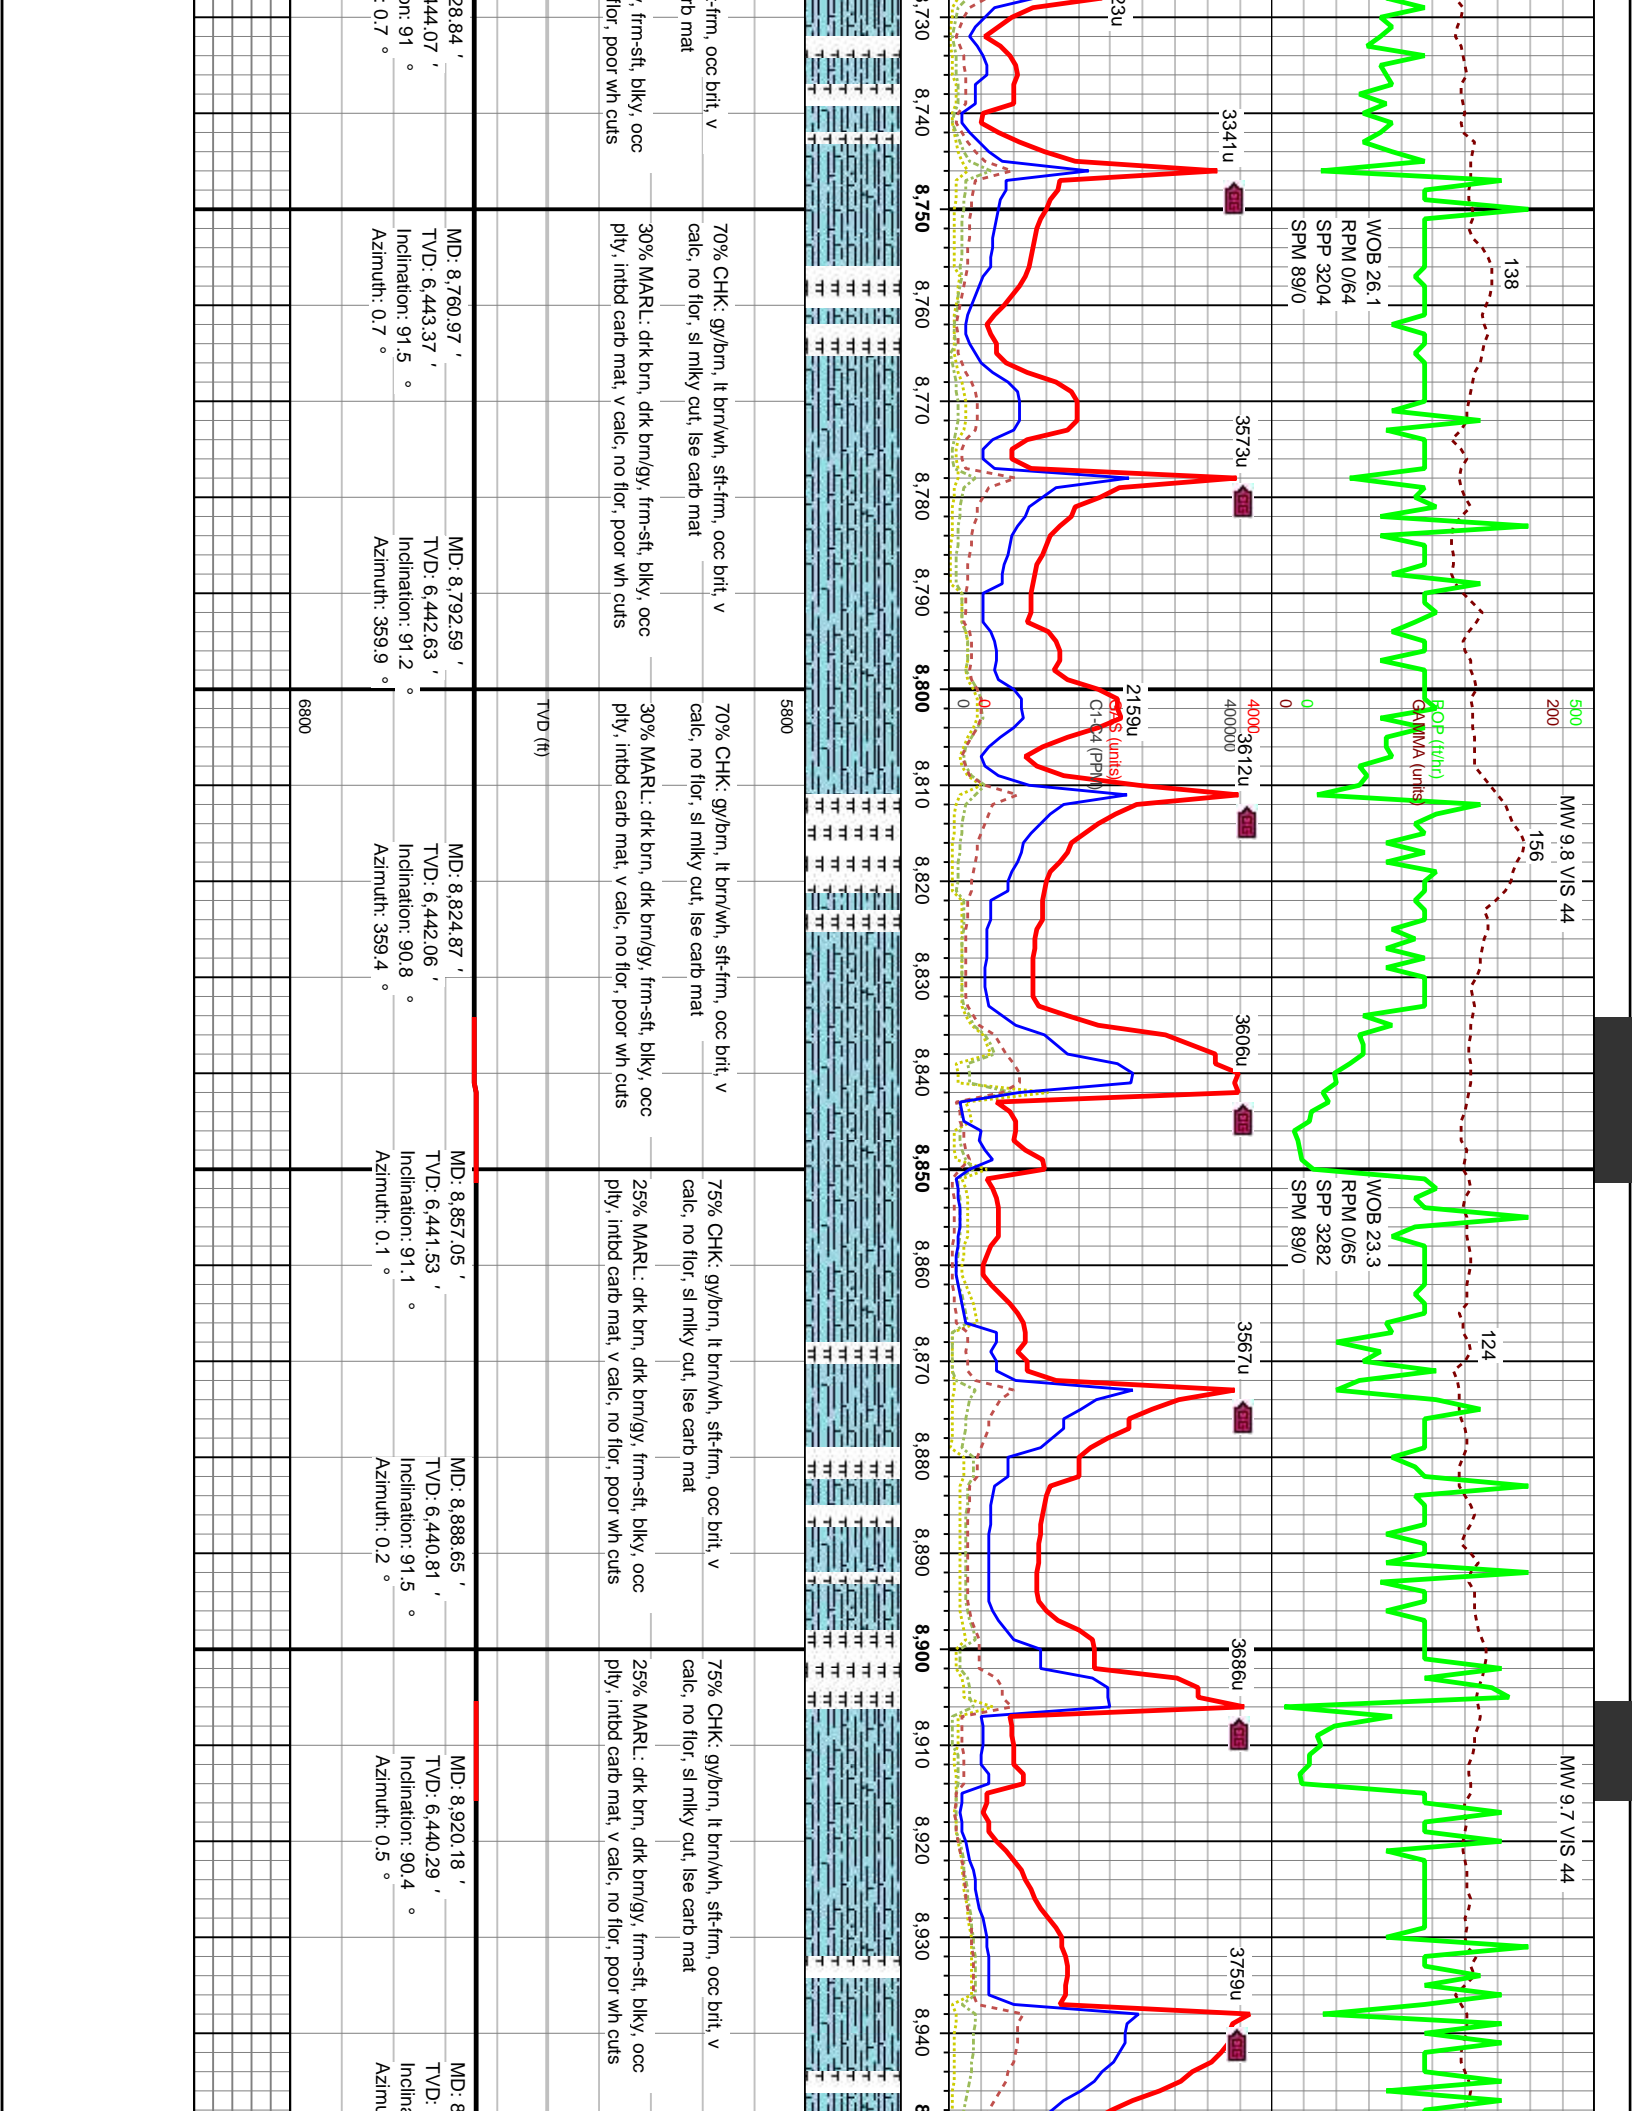 MW 9.8 VIS 44
MW 9.7 VIS 44
500
200
ROP (ft/hr)
GAMMA (units)
0
0
138
156
124
WOB 26.1
RPM 0/64
SPP 3204
SPM 89/0
WOB 23.3
RPM 0/65
SPP 3282
SPM 89/0
4000
40000
GAS (units)
C1-C4 (PPM)
0
0
23u
3341u
3573u
2159u
3612u
3606u
3567u
3686u
3759u
8,730
8,740
8,750
8,760
8,770
8,780
8,790
8,800
8,810
8,820
8,830
8,840
8,850
8,860
8,870
8,880
8,890
8,900
8,910
8,920
8,930
8,940
-frm, occ brit, v
rb mat
, frm-sft, blky, occ
flor, poor wh cuts
70% CHK: gy/brn, lt brn/wh, sft-frm, occ brit, v
calc, no flor, sl mlky cut, lse carb mat
30% MARL: drk brn, drk brn/gy, frm-sft, blky, occ
plty, intbd carb mat, v calc, no flor, poor wh cuts
70% CHK: gy/brn, lt brn/wh, sft-frm, occ brit, v
calc, no flor, sl mlky cut, lse carb mat
30% MARL: drk brn, drk brn/gy, frm-sft, blky, occ
plty, intbd carb mat, v calc, no flor, poor wh cuts
75% CHK: gy/brn, lt brn/wh, sft-frm, occ brit, v
calc, no flor, sl mlky cut, lse carb mat
25% MARL: drk brn, drk brn/gy, frm-sft, blky, occ
plty, intbd carb mat, v calc, no flor, poor wh cuts
75% CHK: gy/brn, lt brn/wh, sft-frm, occ brit, v
calc, no flor, sl mlky cut, lse carb mat
25% MARL: drk brn, drk brn/gy, frm-sft, blky, occ
plty, intbd carb mat, v calc, no flor, poor wh cuts
5800
TVD (ft)
6800
28.84 '
444.07 '
on: 91 °
: 0.7 °
MD: 8,760.97 '
TVD: 6,443.37 '
Inclination: 91.5 °
Azimuth: 0.7 °
MD: 8,792.59 '
TVD: 6,442.63 '
Inclination: 91.2 °
Azimuth: 359.9 °
MD: 8,824.87 '
TVD: 6,442.06 '
Inclination: 90.8 °
Azimuth: 359.4 °
MD: 8,857.05 '
TVD: 6,441.53 '
Inclination: 91.1 °
Azimuth: 0.1 °
MD: 8,888.65 '
TVD: 6,440.81 '
Inclination: 91.5 °
Azimuth: 0.2 °
MD: 8,920.18 '
TVD: 6,440.29 '
Inclination: 90.4 °
Azimuth: 0.5 °
MD: 8
TVD:
Inclina
Azimu